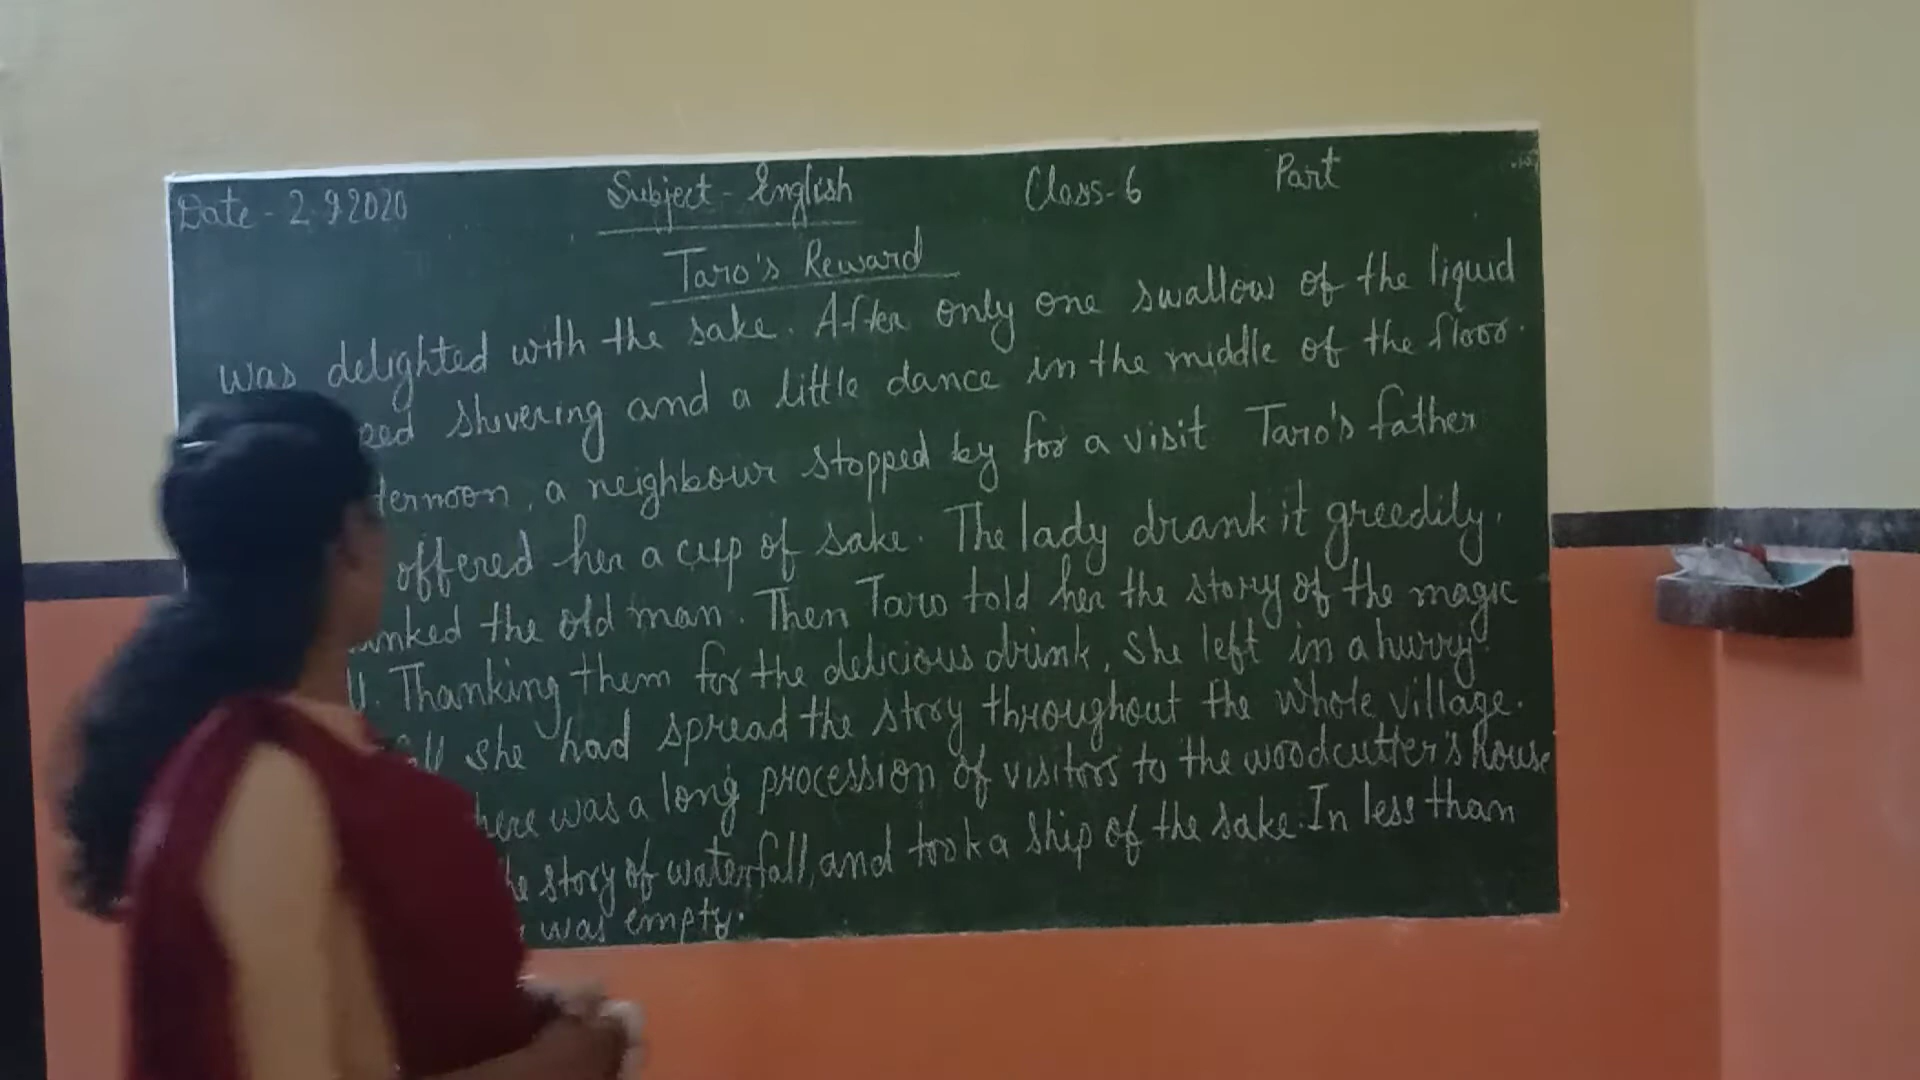 Date - 2.9 2020 Subject - English Class-6 Part
Taro's Reward
was delighted with the sake. After only one swallow of the liquid
ped shivering and a little dance in the middle of the floor.
ternoon, a neighbour stopped by for a visit Taro's father
offered her a cup of sake. The lady drank it greedily.
anked the old man. Then Taro told her the story of the magic
ll. Thanking them for the delicious drink, she left in a hurry.
all she had spread the story throughout the whole village.
here was a long procession of visitors to the woodcutter's house
he story of waterfall, and took a ship of the sake. In less than
was empty.